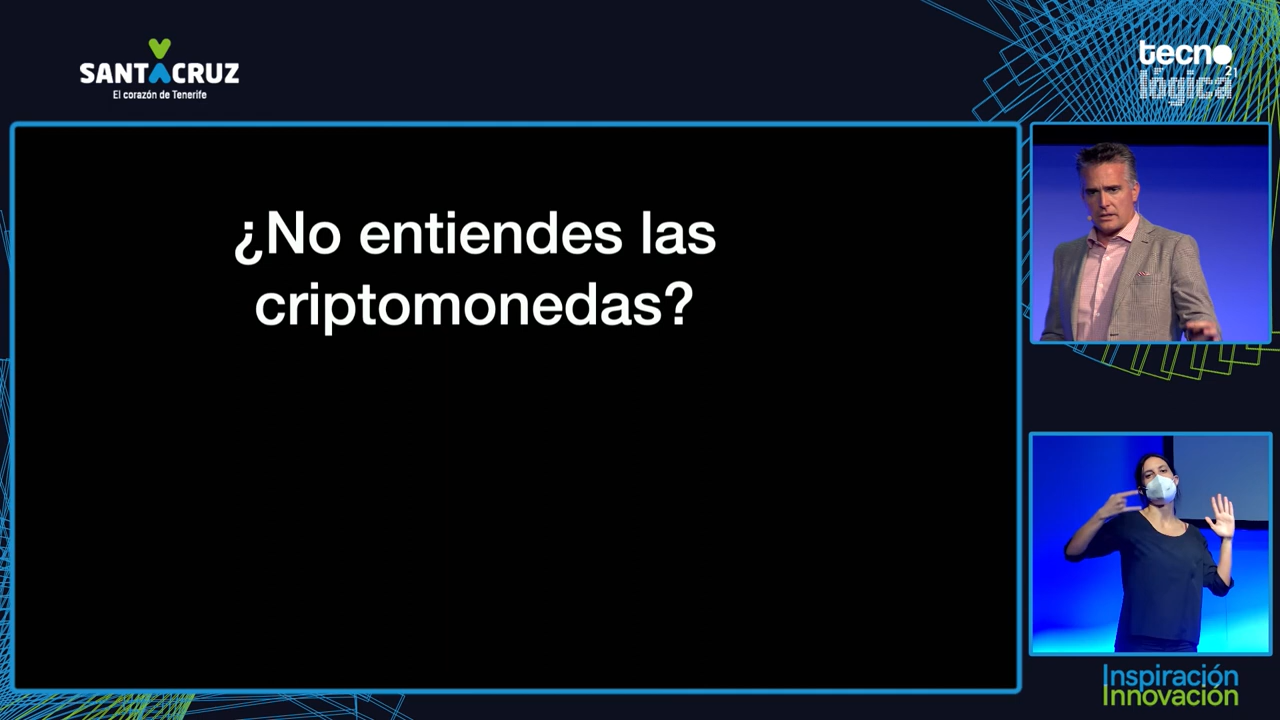 SANTACRUZ
El corazón de Tenerife
tecno
lógica
21
¿No entiendes las
criptomonedas?
Inspiración
Innovación